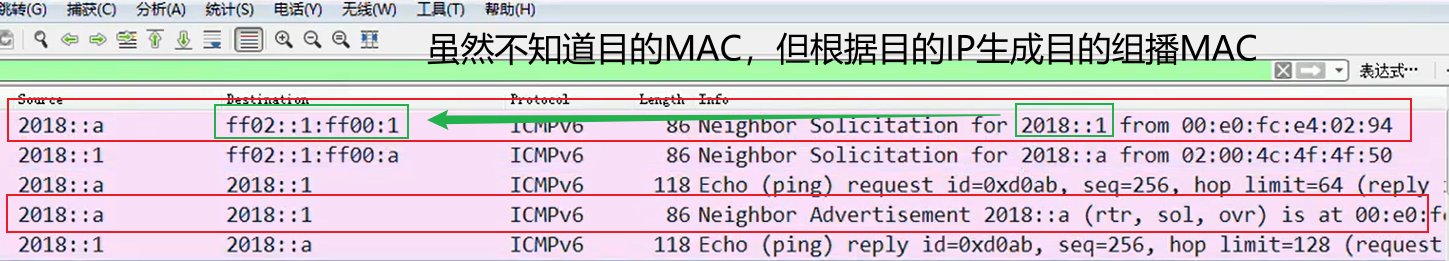 跳转(G) 捕获(C) 分析(A) 统计(S) 电话(Y) 无线(W) 工具(T) 帮助(H)
虽然不知道目的MAC，但根据目的IP生成目的组播MAC
表达式…
Source Destination Protocol Length Info
2018::a ff02::1:ff00:1 ICMPv6 86 Neighbor Solicitation for 2018::1 from 00:e0:fc:e4:02:94
2018::1 ff02::1:ff00:a ICMPv6 86 Neighbor Solicitation for 2018::a from 02:00:4c:4f:4f:50
2018::a 2018::1 ICMPv6 118 Echo (ping) request id=0xd0ab, seq=256, hop limit=64 (reply
2018::a 2018::1 ICMPv6 86 Neighbor Advertisement 2018::a (rtr, sol, ovr) is at 00:e0:f
2018::1 2018::a ICMPv6 118 Echo (ping) reply id=0xd0ab, seq=256, hop limit=128 (request